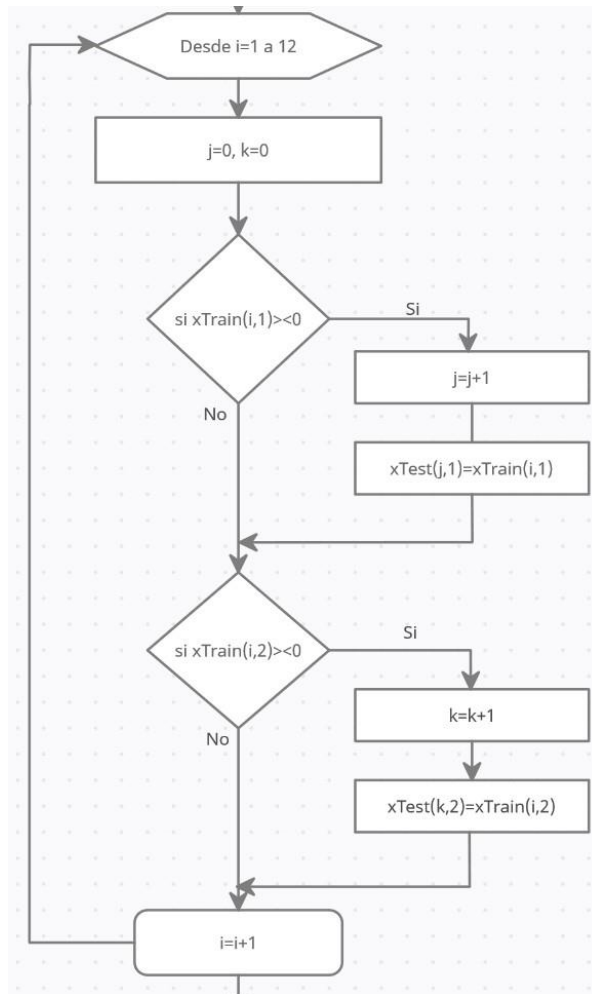 Desde i=1 a 12
j=0, k=0
si xTrain(i,1)><0
Si
j=j+1
No
xTest(j,1)=xTrain(i,1)
si xTrain(i,2)><0
Si
k=k+1
No
xTest(k,2)=xTrain(i,2)
i=i+1